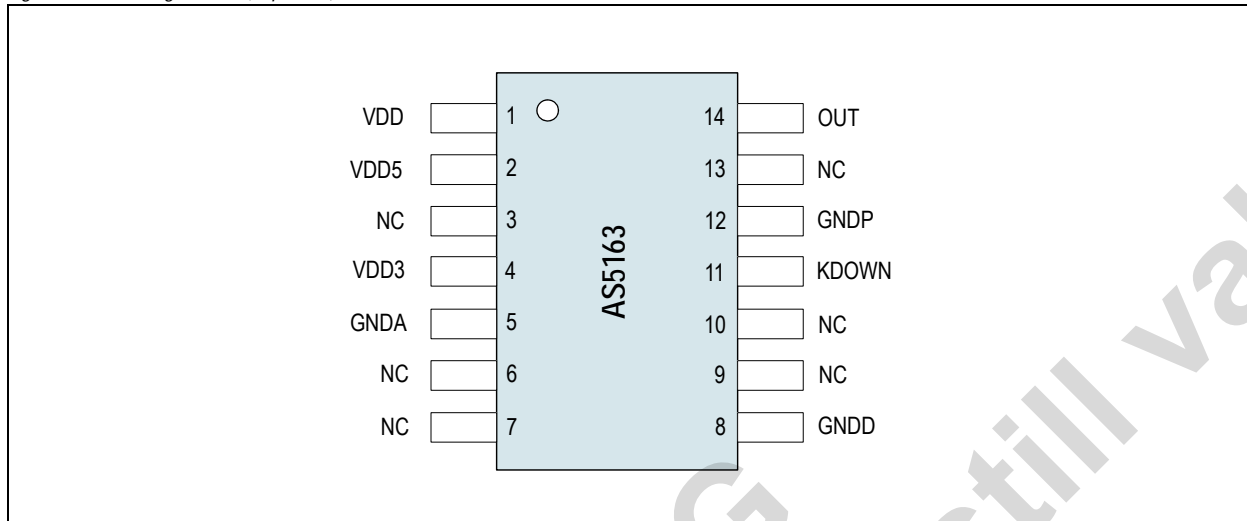 VDD 1 14 OUT
VDD5 2 13 NC
NC 3 12 GNDP
VDD3 4 11 KDOWN
GNDA 5 10 NC
NC 6 9 NC
NC 7 8 GNDD
AS5163
G
still